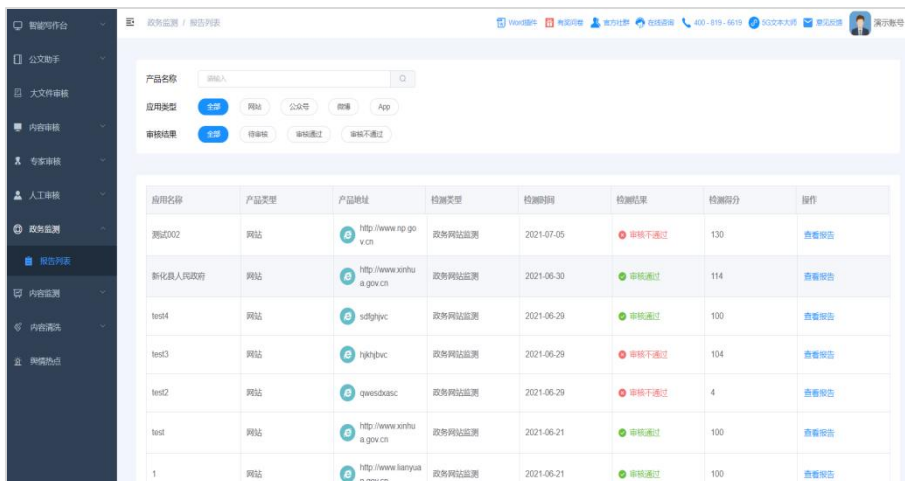 智能写作台
政务监测 / 报告列表
Word插件 有奖问卷 官方社群 在线咨询 400 - 819 - 6619 5G文本大师 意见反馈 演示账号
公文助手
大文件审核
内容审核
专家审核
人工审核
政务监测
报告列表
内容监测
内容清洗
舆情热点
产品名称 请输入
应用类型 全部 网站 公众号 微博 App
审核结果 全部 待审核 审核通过 审核不通过
应用名称 产品类型 产品地址 检测类型 检测时间 检测结果 检测得分 操作
测试002 网站 http://www.np.go
v.cn 政务网站监测 2021-07-05 审核不通过 130 查看报告
新化县人民政府 网站 http://www.xinhu
a.gov.cn 政务网站监测 2021-06-30 审核通过 114 查看报告
test4 网站 sdfghjvc 政务网站监测 2021-06-29 审核通过 100 查看报告
test3 网站 hjkhjbvc 政务网站监测 2021-06-29 审核不通过 104 查看报告
test2 网站 qwesdxasc 政务网站监测 2021-06-29 审核不通过 4 查看报告
test 网站 http://www.xinhu
a.gov.cn 政务网站监测 2021-06-21 审核通过 100 查看报告
1 网站 http://www.lianyua
n.gov.cn 政务网站监测 2021-06-21 审核通过 100 查看报告